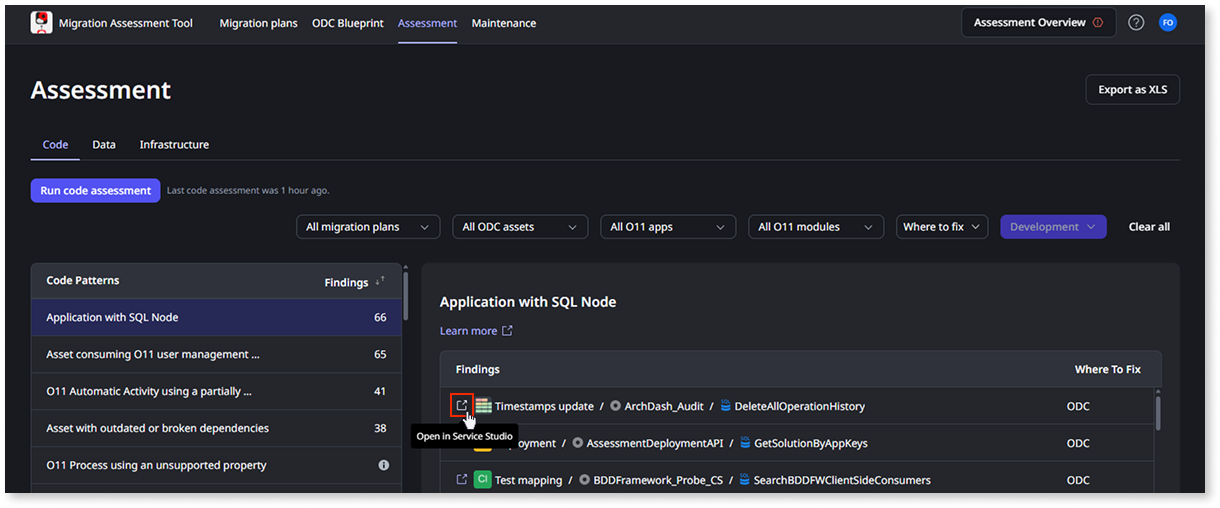 Migration Assessment Tool Migration plans ODC Blueprint Assessment Maintenance Assessment Overview FO
Assessment
Export as XLS
Code Data Infrastructure
Run code assessment Last code assessment was 1 hour ago.
All migration plans All ODC assets All O11 apps All O11 modules Where to fix Development Clear all
Code Patterns Findings
Application with SQL Node 66
Asset consuming O11 user management ... 65
O11 Automatic Activity using a partially ... 41
Asset with outdated or broken dependencies 38
O11 Process using an unsupported property
Application with SQL Node
Learn more
Findings Where To Fix
Timestamps update / ArchDash_Audit / DeleteAllOperationHistory ODC
Open in Service Studio
/ AssessmentDeploymentAPI / GetSolutionByAppKeys ODC
CI Test mapping / BDDFramework_Probe_CS / SearchBDDFWClientSideConsumers ODC